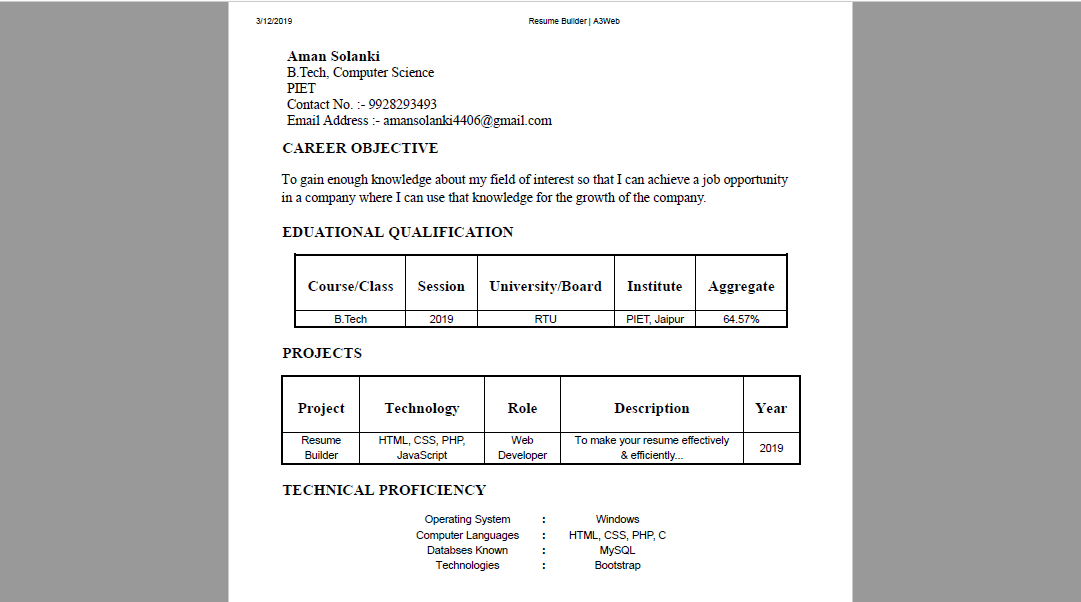 3/12/2019 Resume Builder | A3Web
Aman Solanki
B.Tech, Computer Science
PIET
Contact No. :- 9928293493
Email Address :- amansolanki4406@gmail.com
CAREER OBJECTIVE
To gain enough knowledge about my field of interest so that I can achieve a job opportunity
in a company where I can use that knowledge for the growth of the company.
EDUATIONAL QUALIFICATION
Course/Class Session University/Board Institute Aggregate
B.Tech 2019 RTU PIET, Jaipur 64.57%
PROJECTS
Project Technology Role Description Year
Resume HTML, CSS, PHP, Web To make your resume effectively
Builder JavaScript Developer & efficiently... 2019
TECHNICAL PROFICIENCY
Operating System : Windows
Computer Languages : HTML, CSS, PHP, C
Databses Known : MySQL
Technologies : Bootstrap